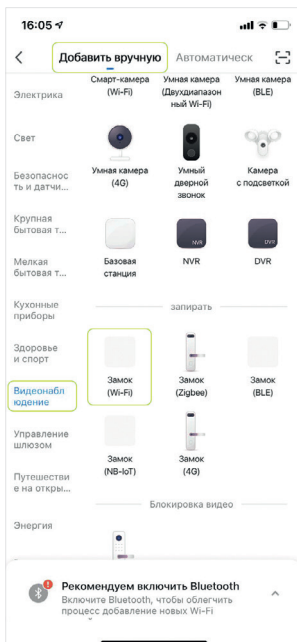 16:05
Добавить вручную Автоматическ
Электрика
Свет
Безопаснос
ть и датчи...
Крупная
бытовая т...
Мелкая
бытовая т...
Кухонные
приборы
Здоровье
и спорт
Видеонабл
юдение
Управление
шлюзом
Путешестви
е на откры...
Энергия
Смарт-камера
(Wi-Fi)
Умная камера
(Двухдиапазон
ный Wi-Fi)
Умная камера
(BLE)
Умная камера
(4G)
Умный
дверной
звонок
Камера
с подсветкой
Базовая
станция
NVR
NVR
DVR
DVR
запирать
Замок
(Wi-Fi)
Замок
(Zigbee)
Замок
(BLE)
Замок
(NB-IoT)
Замок
(4G)
Блокировка видео
Рекомендуем включить Bluetooth
Включите Bluetooth, чтобы облегчить
процесс добавление новых Wi-Fi